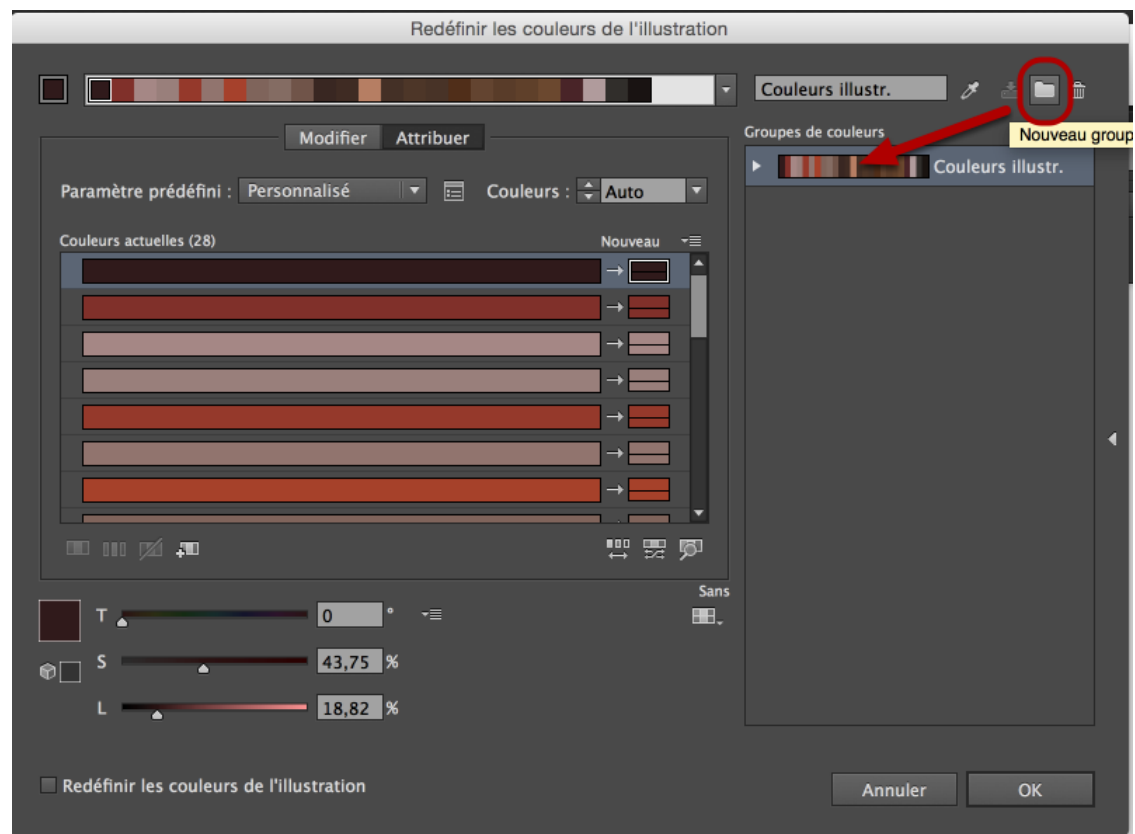 Redéfinir les couleurs de l'illustration
Couleurs illustr.
Modifier Attribuer
Groupes de couleurs
Nouveau group
Couleurs illustr.
Paramètre prédéfini : Personnalisé Couleurs : Auto
Couleurs actuelles (28) Nouveau
Sans
T 0 °
S 43,75 %
L 18,82 %
Redéfinir les couleurs de l'illustration
Annuler OK